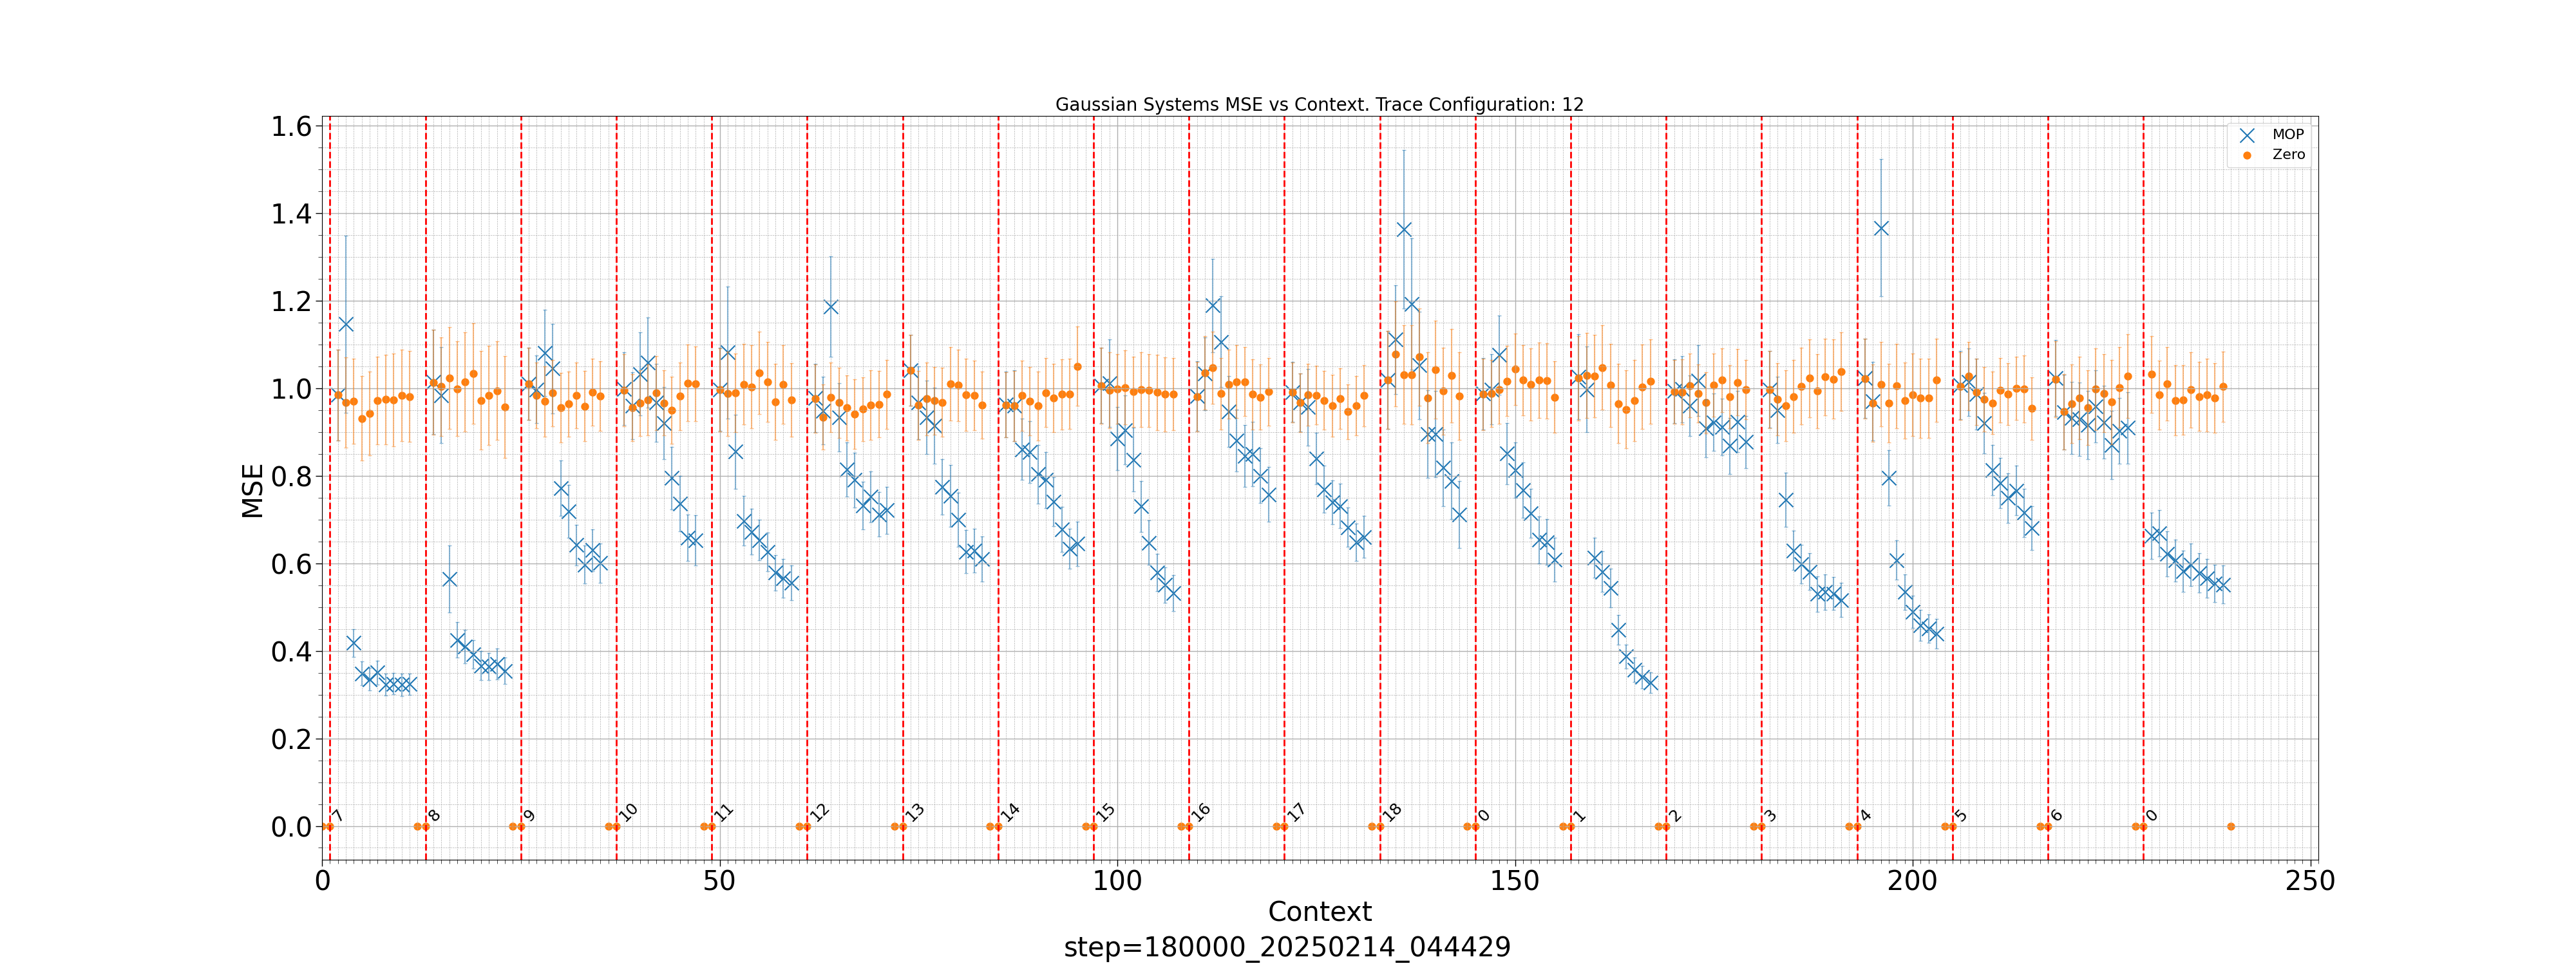 Gaussian Systems MSE vs Context. Trace Configuration: 12
MOP
Zero
MSE
1.6
1.4
1.2
1.0
0.8
0.6
0.4
0.2
0.0
7 8 9 10 11 12 13 14 15 16 17 18 0 1 2 3 4 5 6 0
0 50 100 150 200 250
Context
step=180000_20250214_044429